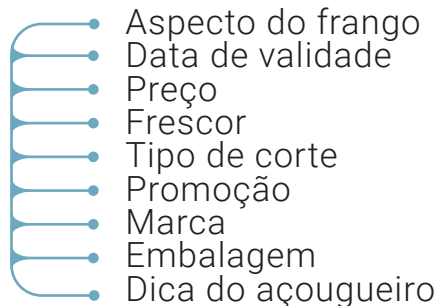 Aspecto do frango
Data de validade
Preço
Frescor
Tipo de corte
Promoção
Marca
Embalagem
Dica do açougueiro